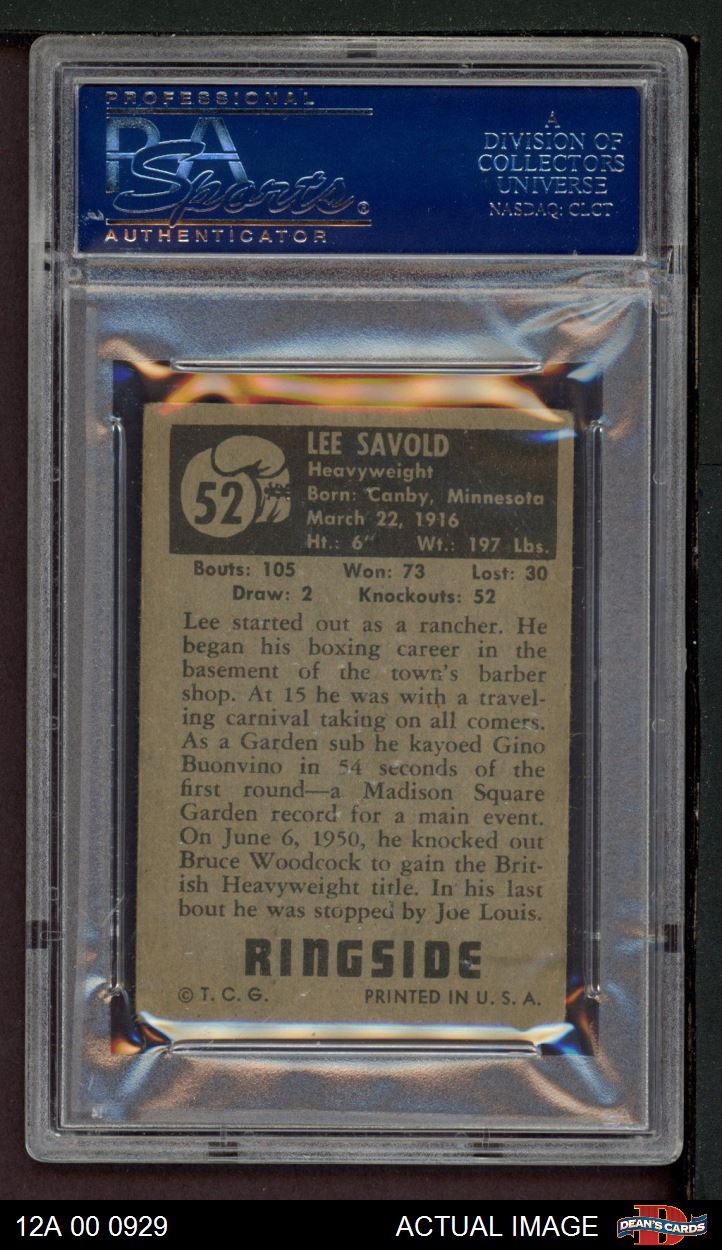 PROFESSIONAL
PSA
Sports®
AUTHENTICATOR
A
DIVISION OF
COLLECTORS
UNIVERSE
NASDAQ: CLCT
52
LEE SAVOLD
Heavyweight
Born: Canby, Minnesota
March 22, 1916
Ht.: 6" Wt.: 197 Lbs.
Bouts: 105 Won: 73 Lost: 30
Draw: 2 Knockouts: 52
Lee started out as a rancher. He
began his boxing career in the
basement of the town's barber
shop. At 15 he was with a travel-
ing carnival taking on all comers.
As a Garden sub he kayoed Gino
Buonvino in 54 seconds of the
first round—a Madison Square
Garden record for a main event.
On June 6, 1950, he knocked out
Bruce Woodcock to gain the Brit-
ish Heavyweight title. In his last
bout he was stopped by Joe Louis.
RINGSIDE
© T. C. G. PRINTED IN U. S. A.
12A 00 0929 ACTUAL IMAGE DEAN'S CARDS